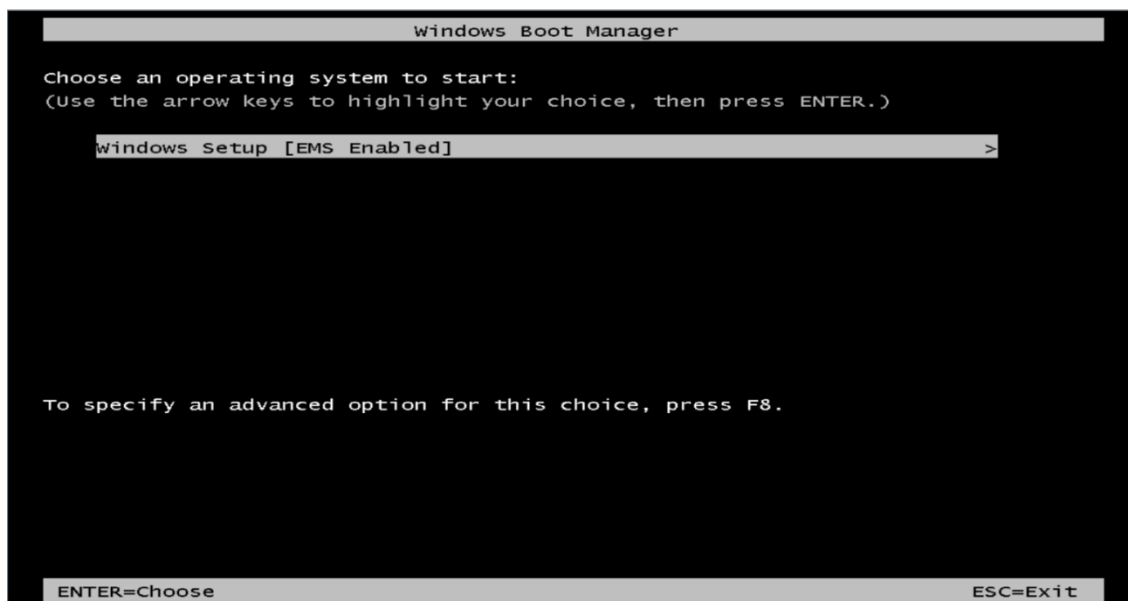 Windows Boot Manager
Choose an operating system to start:
(Use the arrow keys to highlight your choice, then press ENTER.)
Windows Setup [EMS Enabled] >
To specify an advanced option for this choice, press F8.
ENTER=Choose ESC=Exit